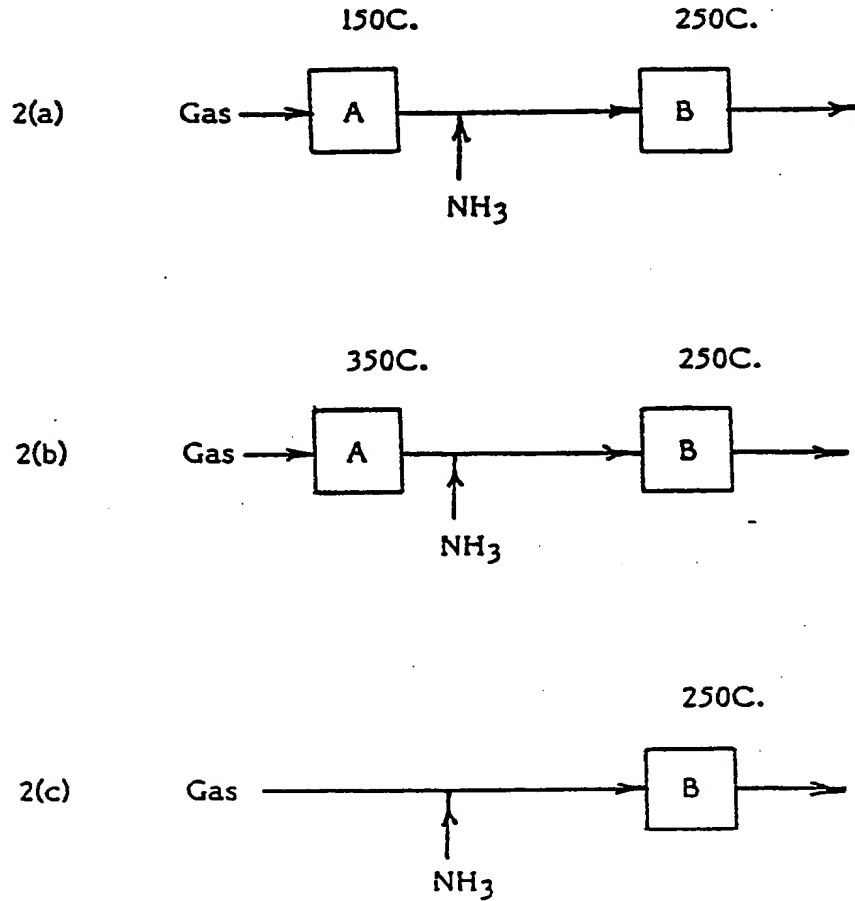 150C. 250C.
2(a) Gas A B
NH3
350C. 250C.
2(b) Gas A B
NH3
250C.
2(c) Gas B
NH3